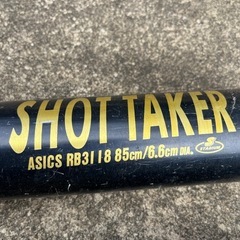 SHOT TAKER
ASICS RB3118 85cm/6.6cm DIA.